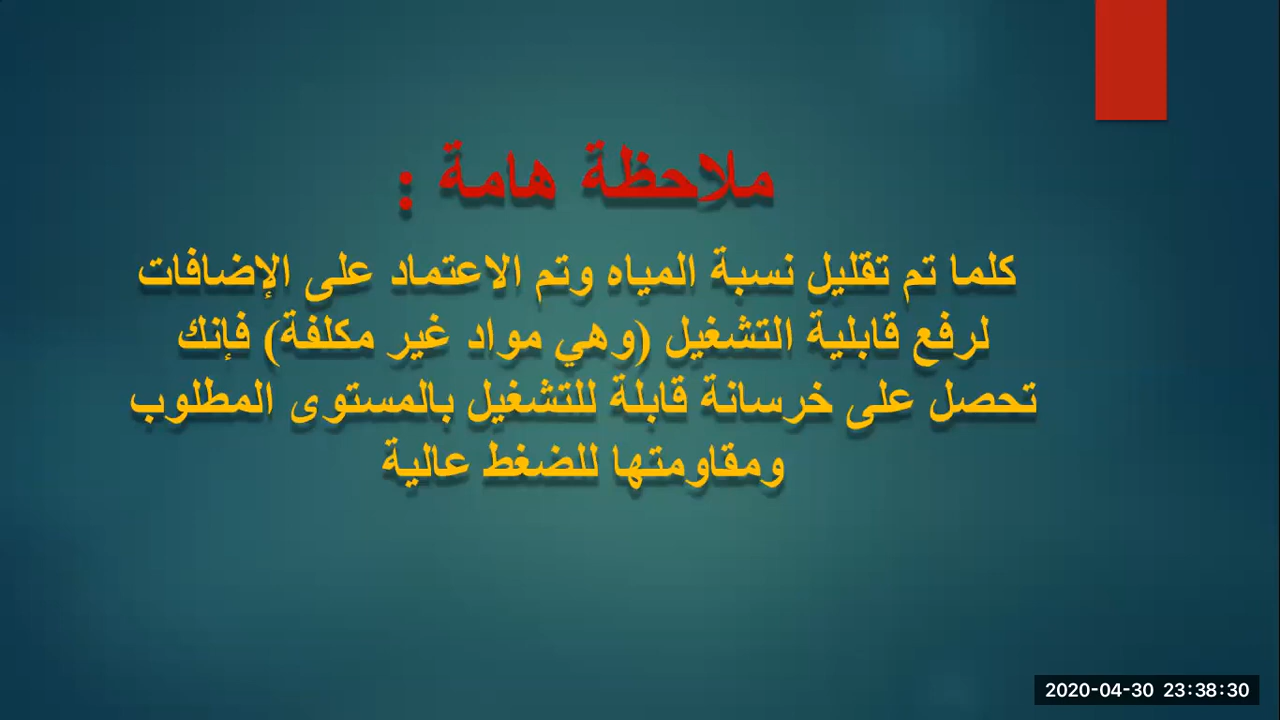 ملاحظة هامة :
كلما تم تقليل نسبة المياه وتم الاعتماد على الإضافات
لرفع قابلية التشغيل (وهي مواد غير مكلفة) فإنك
تحصل على خرسانة قابلة للتشغيل بالمستوى المطلوب
ومقاومتها للضغط عالية
2020-04-30 23:38:30